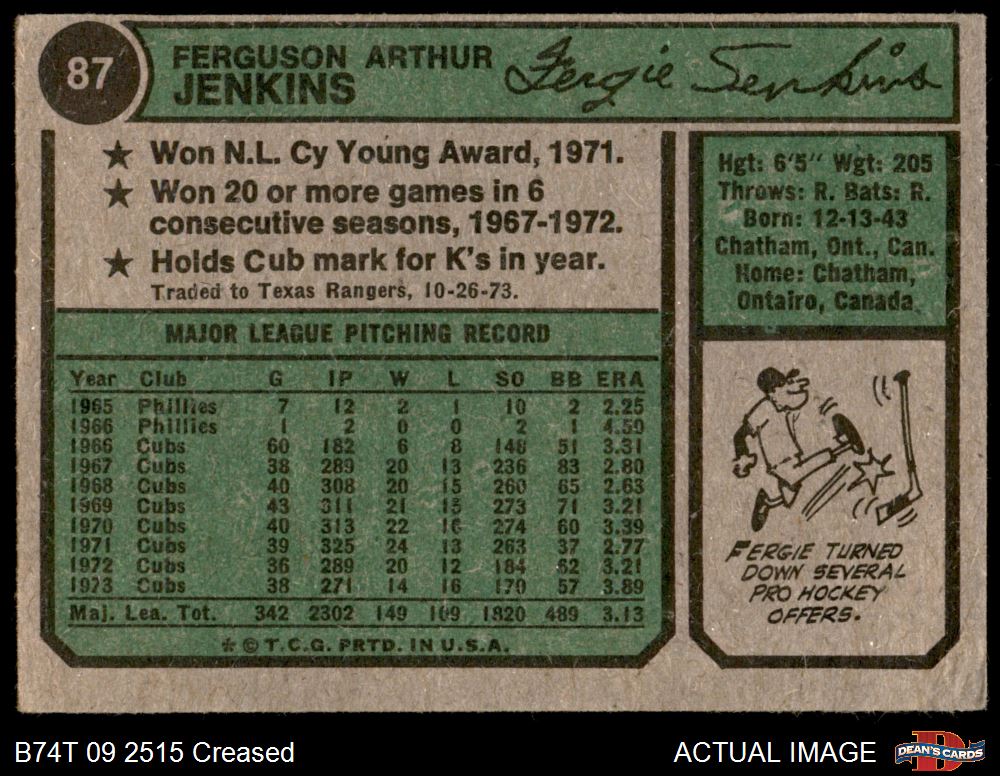 87
FERGUSON ARTHUR
JENKINS
Fergie Jenkins
★ Won N.L. Cy Young Award, 1971.
★ Won 20 or more games in 6
consecutive seasons, 1967-1972.
★ Holds Cub mark for K's in year.
Traded to Texas Rangers, 10-26-73.
Hgt: 6'5" Wgt: 205
Throws: R. Bats: R.
Born: 12-13-43
Chatham, Ont., Can.
Home: Chatham,
Ontairo, Canada
MAJOR LEAGUE PITCHING RECORD
Year Club G IP W L SO BB ERA
1965 Phillies 7 12 2 1 10 2 2.25
1966 Phillies 1 2 0 0 2 1 4.50
1966 Cubs 60 182 6 8 148 51 3.31
1967 Cubs 38 289 20 13 236 83 2.80
1968 Cubs 40 308 20 15 260 65 2.63
1969 Cubs 43 311 21 15 273 71 3.21
1970 Cubs 40 313 22 16 274 60 3.39
1971 Cubs 39 325 24 13 263 37 2.77
1972 Cubs 36 289 20 12 184 62 3.21
1973 Cubs 38 271 14 16 170 57 3.89
Maj. Lea. Tot. 342 2302 149 109 1820 489 3.13
* © T.C.G. PRTD. IN U.S.A.
FERGIE TURNED
DOWN SEVERAL
PRO HOCKEY
OFFERS.
B74T 09 2515 Creased
ACTUAL IMAGE
DEAN'S CARDS